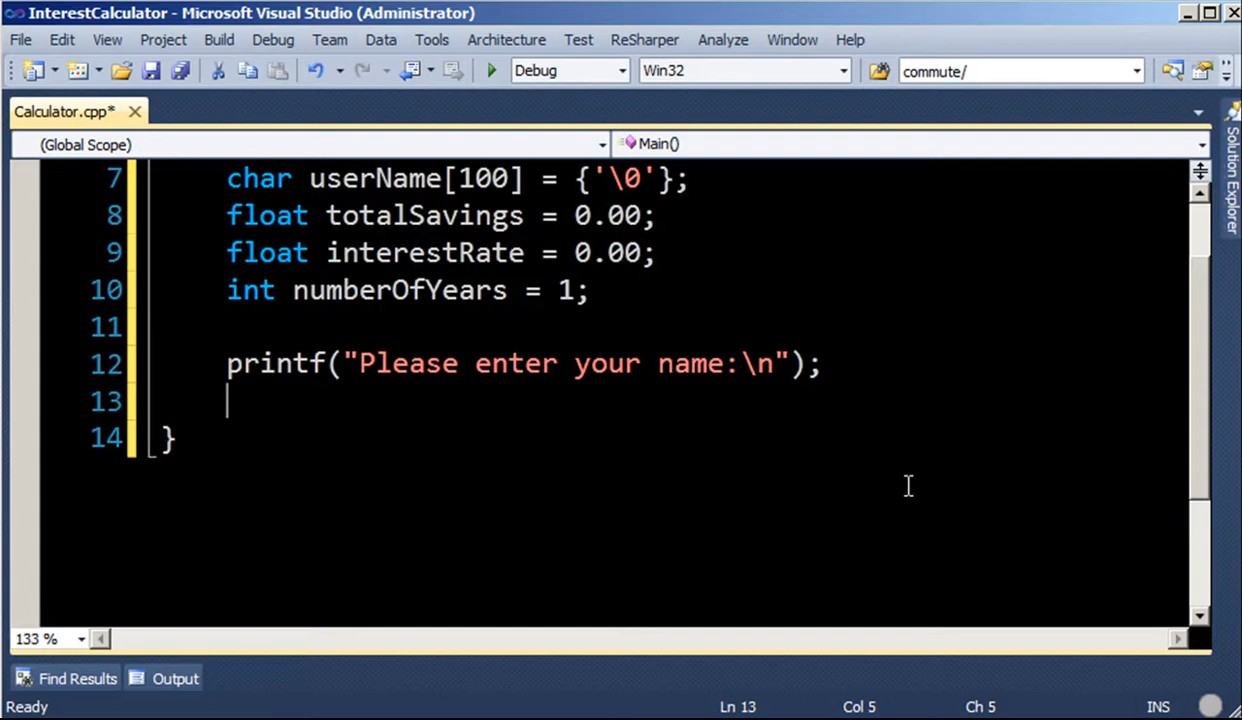 InterestCalculator - Microsoft Visual Studio (Administrator)
File Edit View Project Build Debug Team Data Tools Architecture Test ReSharper Analyze Window Help
Debug Win32 commute/
Calculator.cpp*
(Global Scope) Main()
7 char userName[100] = {'\0'};
8 float totalSavings = 0.00;
9 float interestRate = 0.00;
10 int numberOfYears = 1;
11
12 printf("Please enter your name:\n");
13
14 }
133 %
Find Results Output
Ready Ln 13 Col 5 Ch 5 INS
Solution Explorer